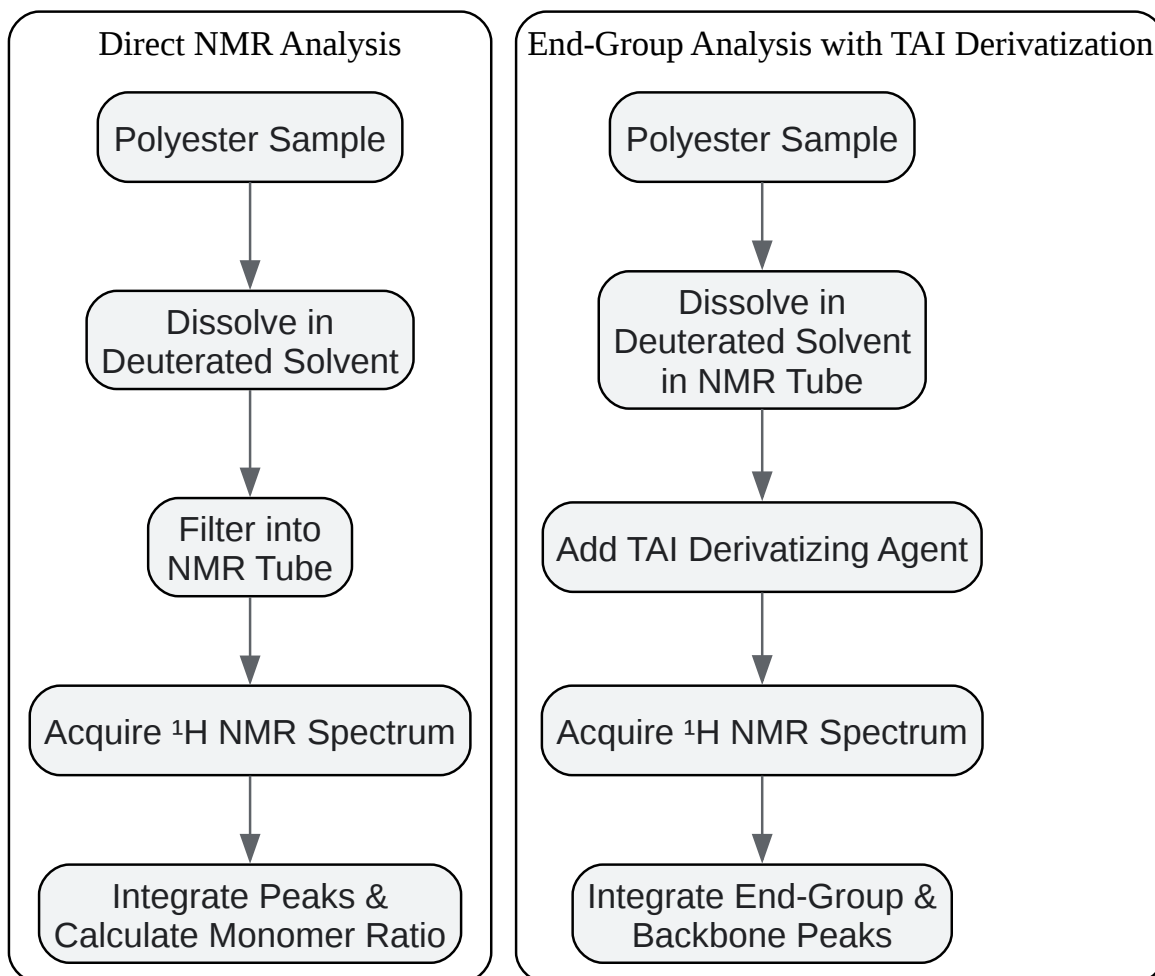 Direct NMR Analysis
Polyester Sample
Dissolve in
Deuterated Solvent
Filter into
NMR Tube
Acquire ¹H NMR Spectrum
Integrate Peaks &
Calculate Monomer Ratio
End-Group Analysis with TAI Derivatization
Polyester Sample
Dissolve in
Deuterated Solvent
in NMR Tube
Add TAI Derivatizing Agent
Acquire ¹H NMR Spectrum
Integrate End-Group &
Backbone Peaks